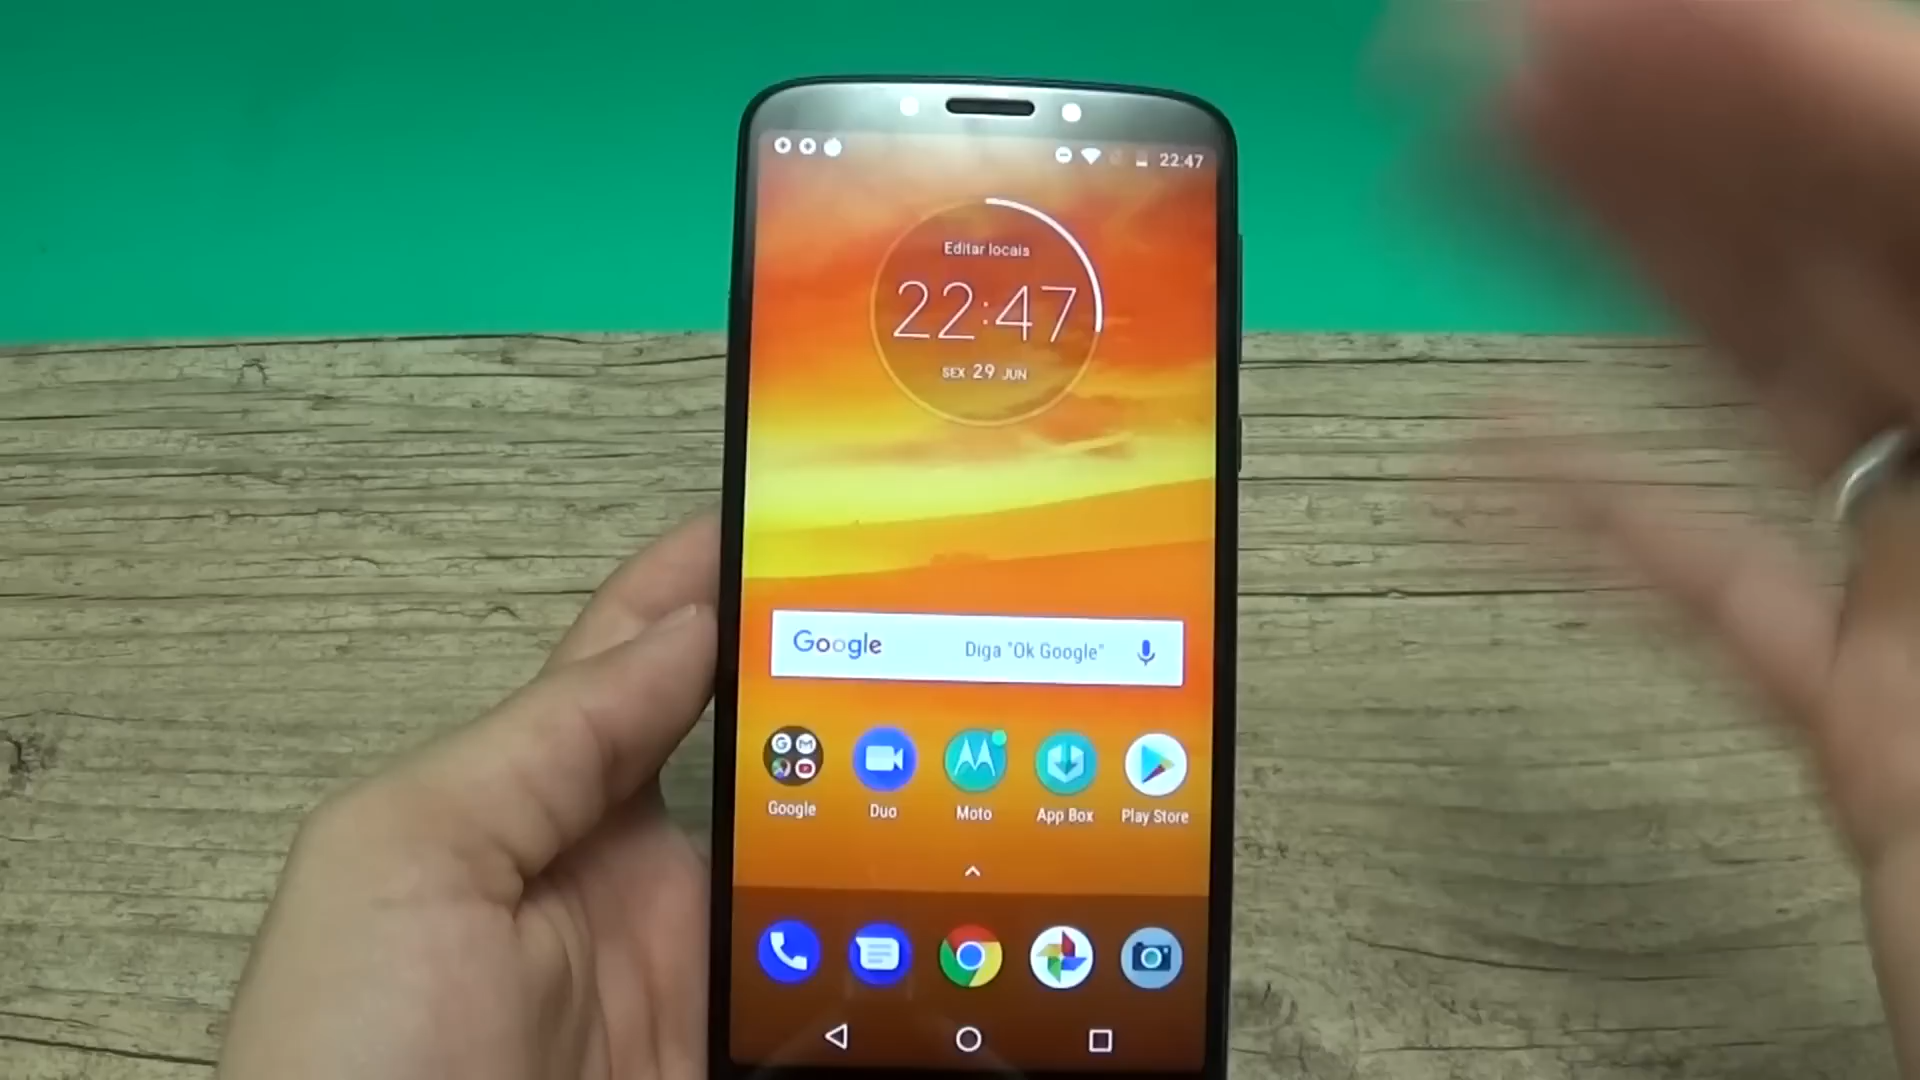 22:47
Editar locais
22:47
SEX 29 JUN
Google Diga "Ok Google"
Google Duo Moto App Box Play Store